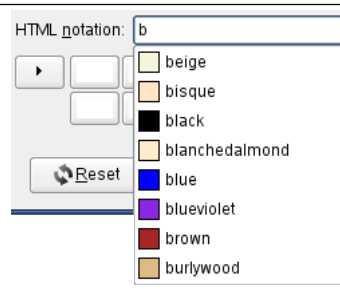 HTML notation: b
beige
bisque
black
blanchedalmond
blue
blueviolet
brown
burlywood
Reset